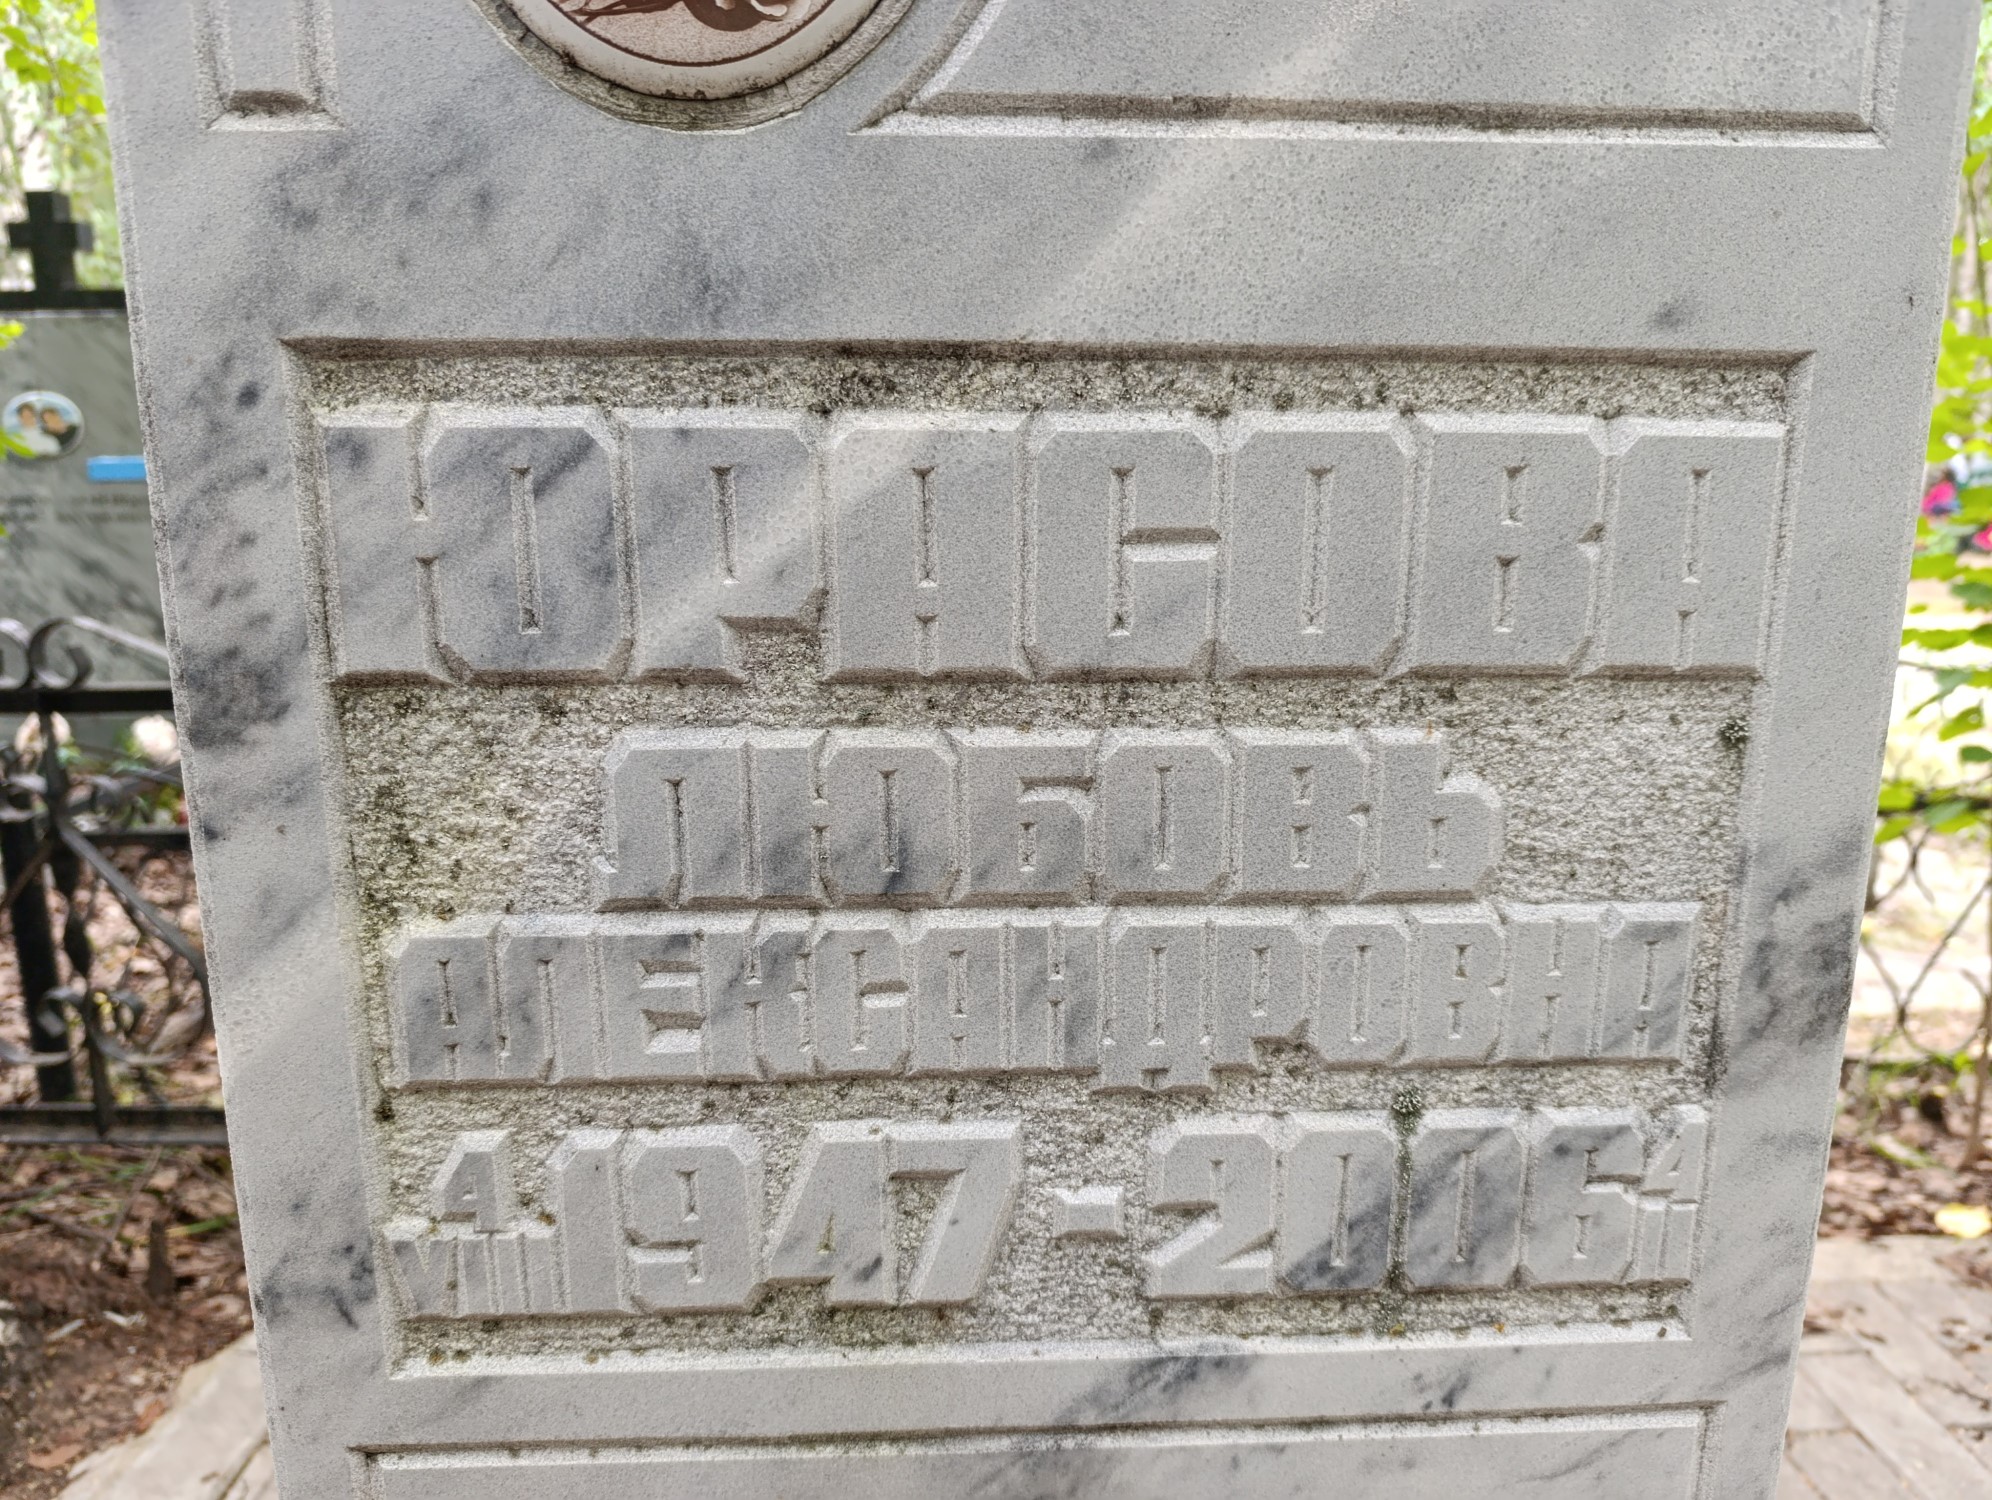 ЮРАСОВА
ЛЮБОВЬ
АЛЕКСАНДРОВНА
4 VIII 1947 - 2006 4 II